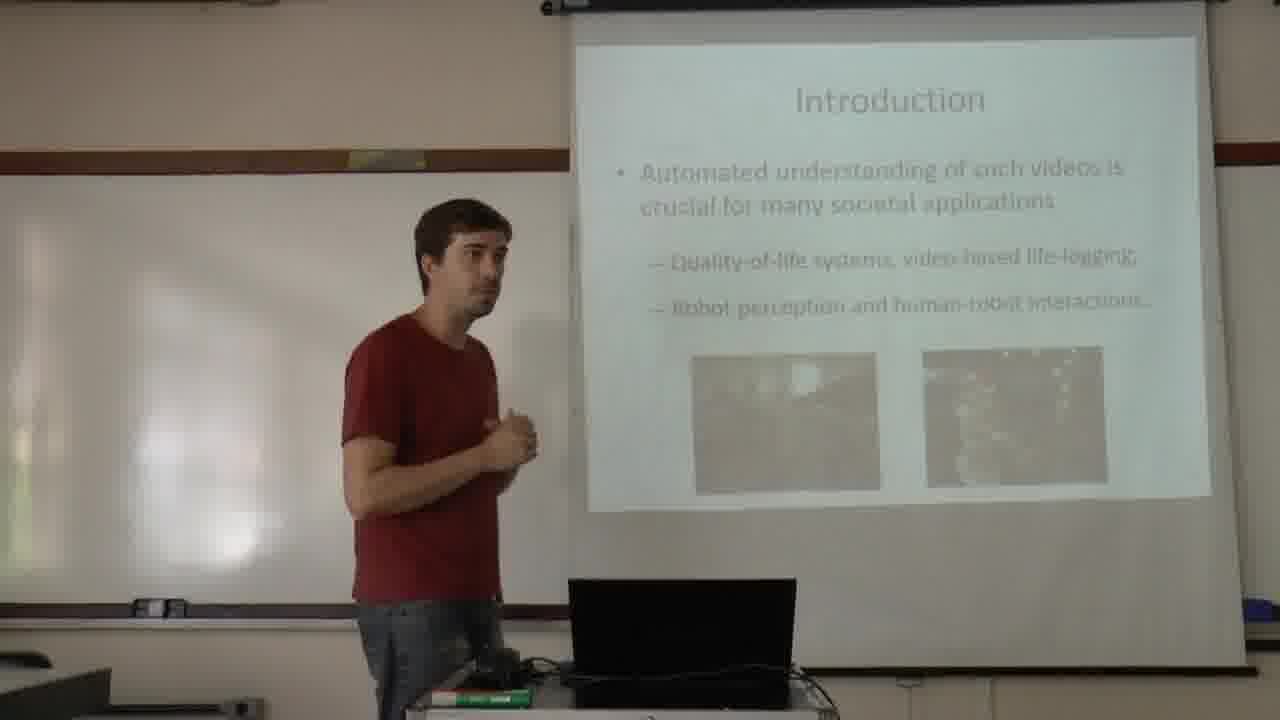 Introduction
• Automated understanding of such videos is
crucial for many societal applications
– Quality-of-life systems, video-based life-logging,
– Robot perception and human-robot interactions..